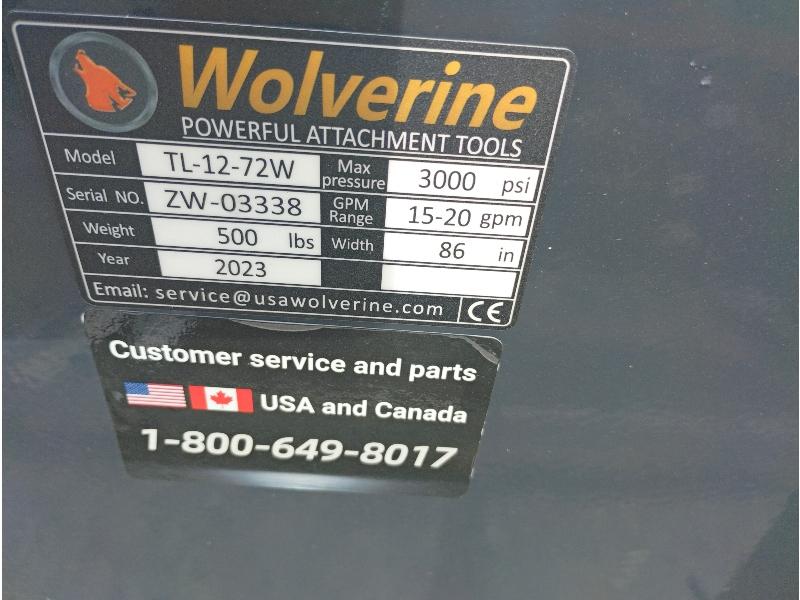 Wolverine
POWERFUL ATTACHMENT TOOLS
Model TL-12-72W Max pressure 3000 psi
Serial NO. ZW-03338 GPM Range 15-20 gpm
Weight 500 lbs Width 86 in
Year 2023
Email: service@usawolverine.com CE
Customer service and parts
USA and Canada
1-800-649-8017